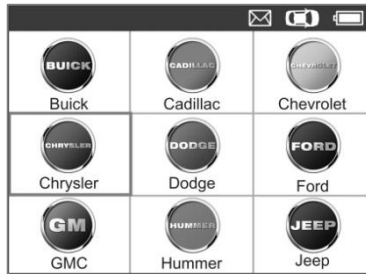 BUICK CADILLAC CHEVROLET
Buick Cadillac Chevrolet
CHRYSLER DODGE FORD
Chrysler Dodge Ford
GM HUMMER JEEP
GMC Hummer Jeep